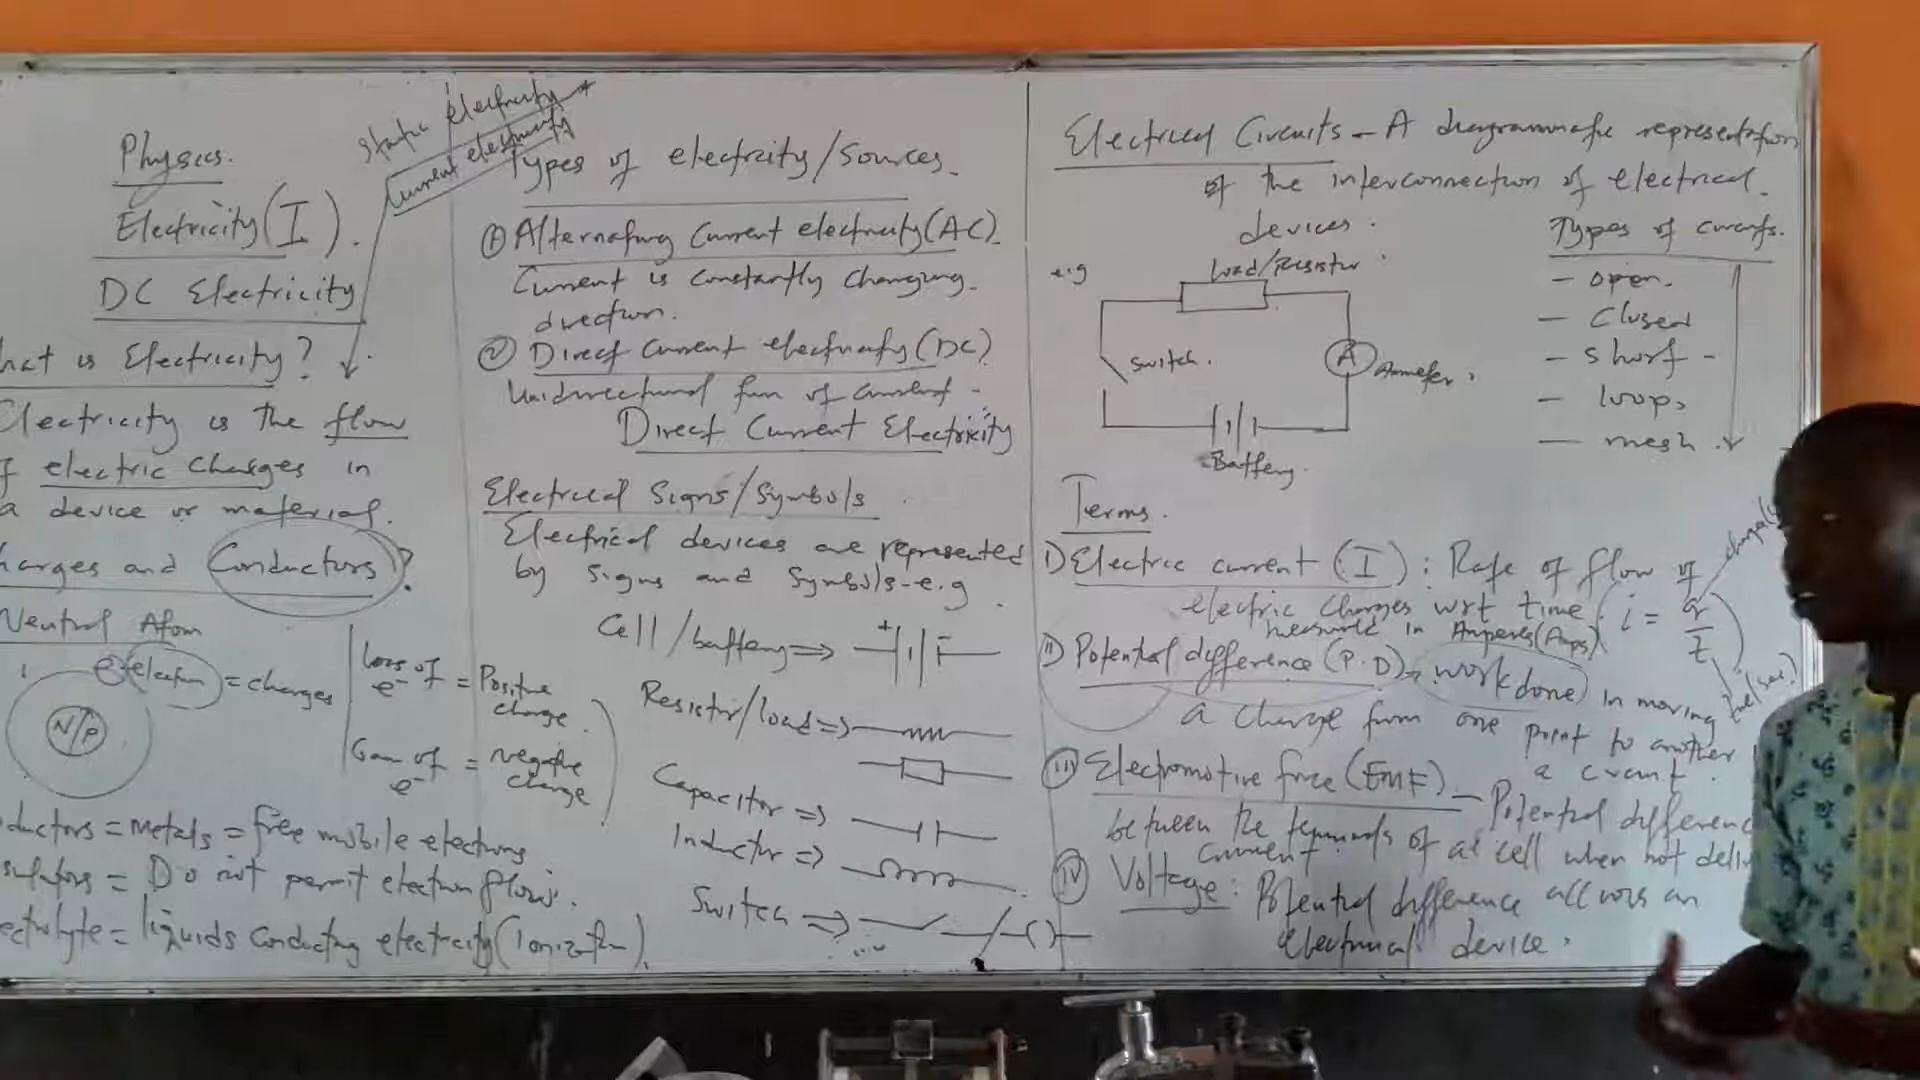 Physics.
Electricity (I).
DC Electricity
hat is Electricity?
Electricity is the flow
f electric charges in
a device or material.
harges and Conductors?
Neutral Atom
e- electron = charges
N/P
Loss of e- = Positive charge
Gain of e- = negative charge
ductors = metals = free mobile electrons
sulators = Do not permit electron flows.
ectrolyte = liquids conducting electricity (Ionization).
Static electricity
Current electricity
Types of electricity/sources.
① Alternating Current electricity (AC).
Current is constantly changing
direction.
② Direct Current electricity (DC)
Unidirectional of current
Direct Current Electricity
Electrical Signs/Symbols
Electrical devices are represented
by signs and symbols - e.g
Cell/battery => + -
Resistor/load =>
Capacitor =>
Inductor =>
Switch =>
...
Electrical Circuits - A diagrammatic representation
of the interconnection of electrical
devices.
e.g
Load/resistor
Switch.
A
Ammeter.
Battery.
Types of circuits.
- open.
- Closed
- short -
- loops
- mesh.
Terms.
I) Electric current (I): Rate of flow of
electric charges wrt time. i = q/t
measured in Amperes (Amps).
II) Potential difference (P.D) - work done in moving
a charge from one point to another
a circuit.
III) Electromotive force (EMF) - Potential differenc
between the terminals of a cell when not deli
current.
IV) Voltage: Potential difference across an
electrical device.